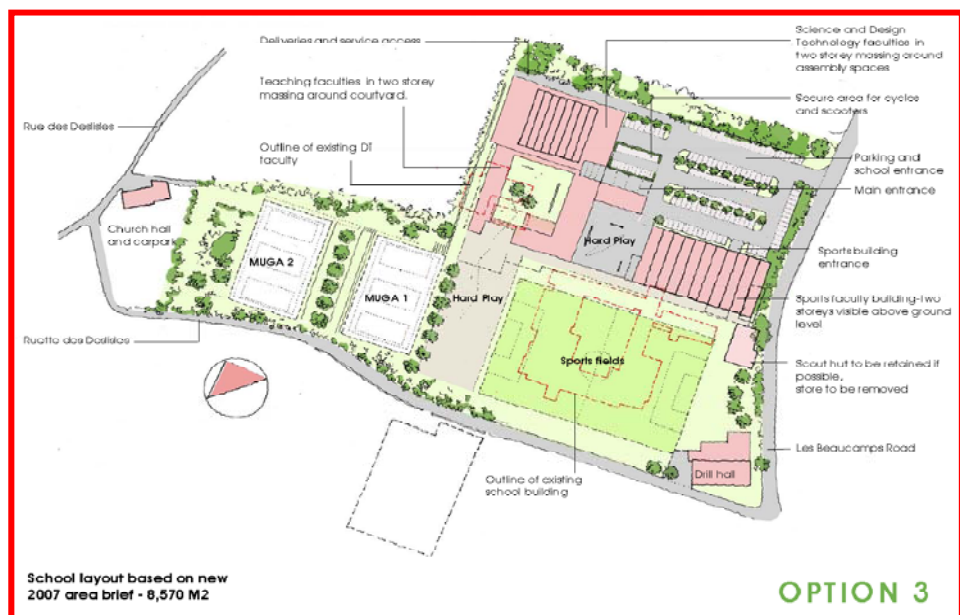 Deliveries and service access
Teaching faculties in two storey
massing around courtyard.
Outline of existing DT
faculty
Rue des Deslisles
Church hall
and carpark
MUGA 2
MUGA 1
Hard Play
Hard Play
Sports fields
Ruette des Deslisles
Outline of existing
school building
Drill hall
Science and Design
Technology faculties in
two storey massing around
assembly spaces
Secure area for cycles
and scooters
Parking and
school entrance
Main entrance
Sports building
entrance
Sports faculty building-two
storeys visible above ground
level
Scout hut to be retained if
possible,
store to be removed
Les Beaucamps Road
School layout based on new
2007 area brief - 8,570 M2
OPTION 3